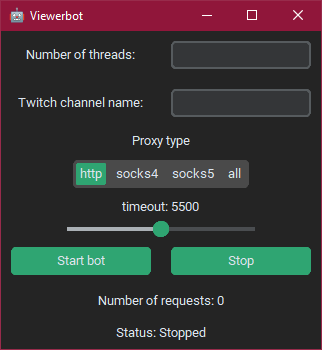 Viewerbot
Number of threads:
Twitch channel name:
Proxy type
http socks4 socks5 all
timeout: 5500
Start bot Stop
Number of requests: 0
Status: Stopped